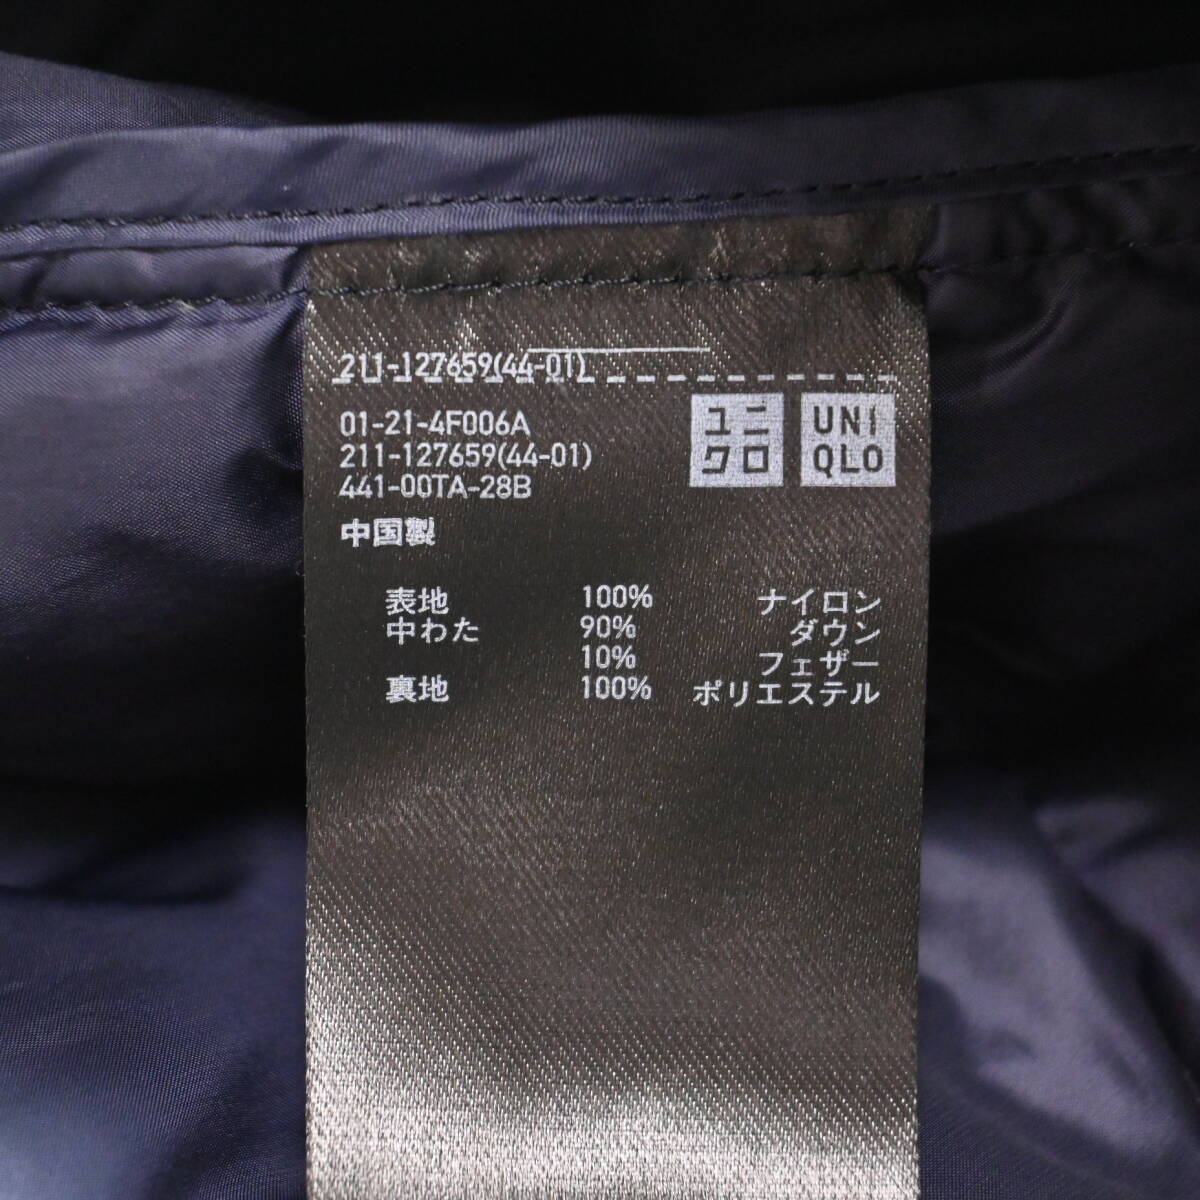 211-127659(44-01)
01-21-4F006A
211-127659(44-01)
441-00TA-28B
中国製
ユニ
クロ
UNI
QLO
表地 100% ナイロン
中わた 90% ダウン
10% フェザー
裏地 100% ポリエステル